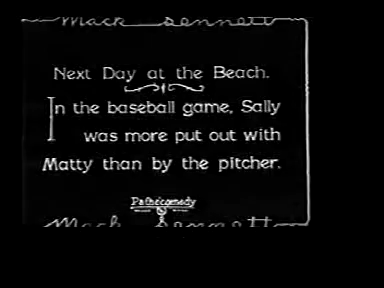 Mack Sennett
Next Day at the Beach.
In the baseball game, Sally
was more put out with
Matty than by the pitcher.
Pathécomedy
Mack Sennett